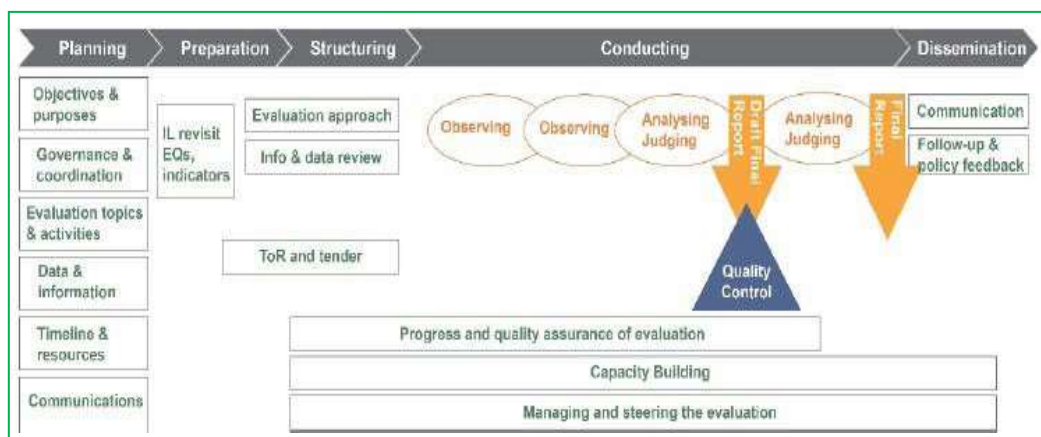 Planning
Preparation
Structuring
Conducting
Dissemination
Objectives &
purposes
Governance &
coordination
Evaluation topics
& activities
Data &
information
Timeline &
resources
Communications
IL revisit
EQs,
indicators
Evaluation approach
Info & data review
ToR and tender
Observing
Observing
Analysing
Judging
Draft Final
Report
Analysing
Judging
Final
Report
Communication
Follow-up &
policy feedback
Quality
Control
Progress and quality assurance of evaluation
Capacity Building
Managing and steering the evaluation